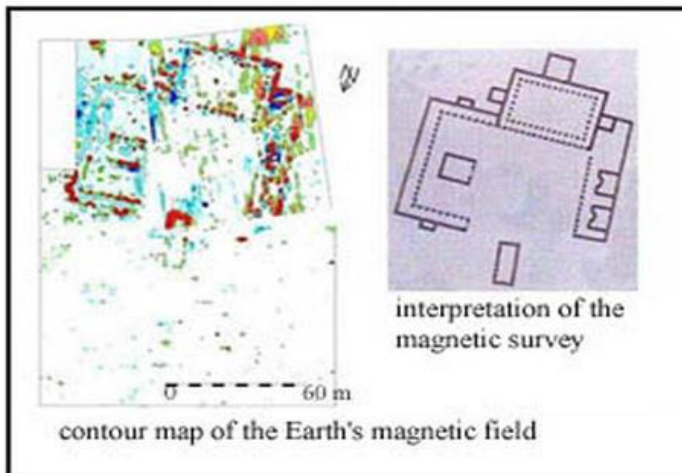 interpretation of the
magnetic survey
0 60 m
contour map of the Earth's magnetic field